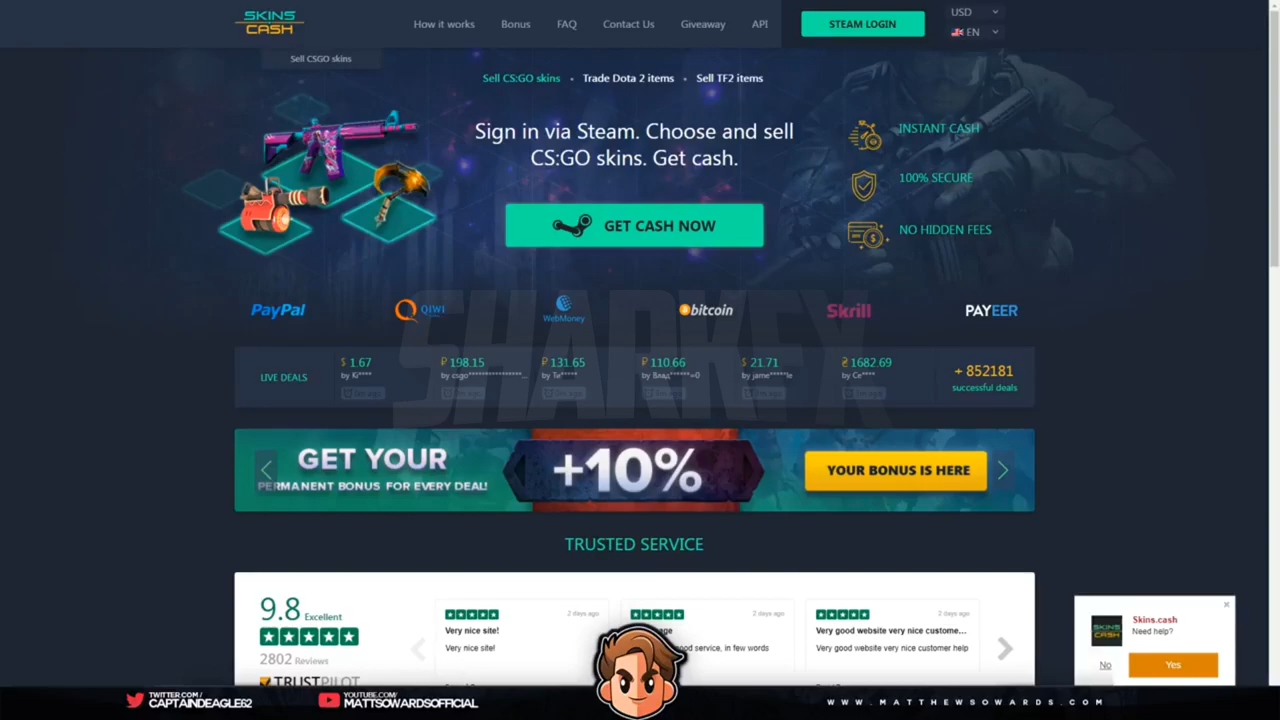 SKINS
CASH
How it works
Bonus
FAQ
Contact Us
Giveaway
API
STEAM LOGIN
USD
EN
Sell CSGO skins
Sell CS:GO skins • Trade Dota 2 items • Sell TF2 items
Sign in via Steam. Choose and sell
CS:GO skins. Get cash.
GET CASH NOW
INSTANT CASH
100% SECURE
NO HIDDEN FEES
PayPal
QIWI
WebMoney
bitcoin
Skrill
PAYEER
SHARKEY
LIVE DEALS
$ 1.67
by Ki****
₽ 198.15
by csgo***************...
₽ 131.65
by Ти*****
₽ 110.66
by Влад******=0
$ 21.71
by jame*****le
₴ 1682.69
by Ce****
+ 852181
successful deals
GET YOUR
PERMANENT BONUS FOR EVERY DEAL!
+10%
YOUR BONUS IS HERE
TRUSTED SERVICE
9.8 Excellent
2802 Reviews
TRUSTPILOT
2 days ago
Very nice site!
Very nice site!
2 days ago
good service, in few words
2 days ago
Very good website very nice custome...
Very good website very nice customer help
Skins.cash
Need help?
No
Yes
TWITTER.COM/
CAPTAINDEAGLE62
YOUTUBE.COM/
MATTSOWARDSOFFICIAL
WWW.MATTHEWSOWARDS.COM